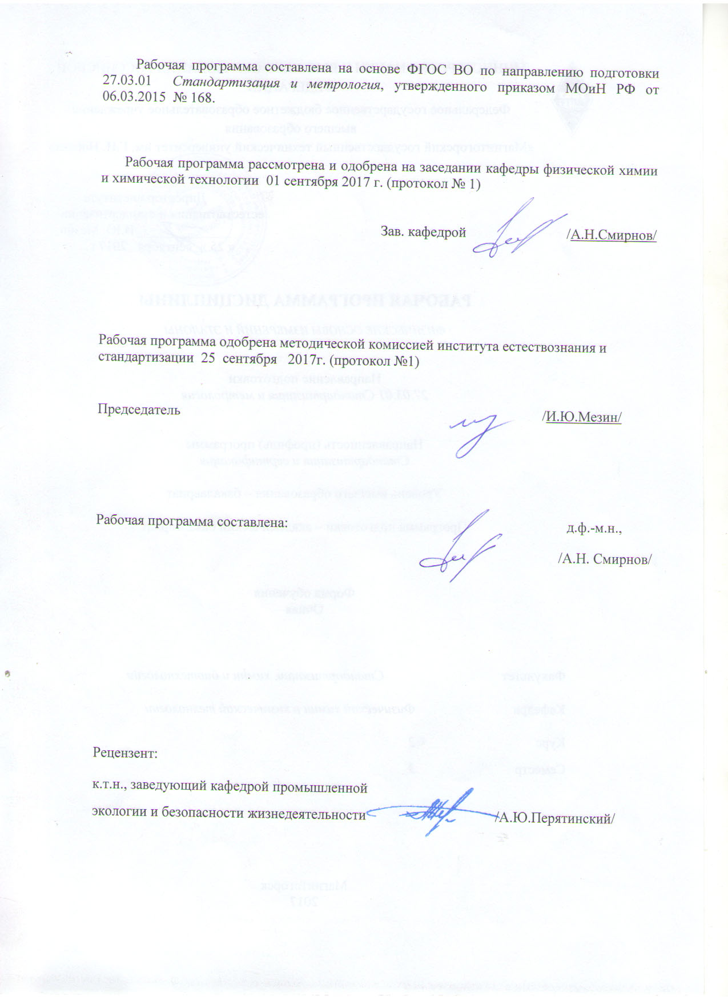 Рабочая программа составлена на основе ФГОС ВО по направлению подготовки
27.03.01 Стандартизация и метрология, утвержденного приказом МОиН РФ от
06.03.2015 № 168.
Рабочая программа рассмотрена и одобрена на заседании кафедры физической химии
и химической технологии 01 сентября 2017 г. (протокол № 1)
Зав. кафедрой /А.Н.Смирнов/
Рабочая программа одобрена методической комиссией института естествознания и
стандартизации 25 сентября 2017г. (протокол №1)
Председатель /И.Ю.Мезин/
Рабочая программа составлена: д.ф.-м.н.,
/А.Н. Смирнов/
Рецензент:
к.т.н., заведующий кафедрой промышленной
экологии и безопасности жизнедеятельности /А.Ю.Перятинский/